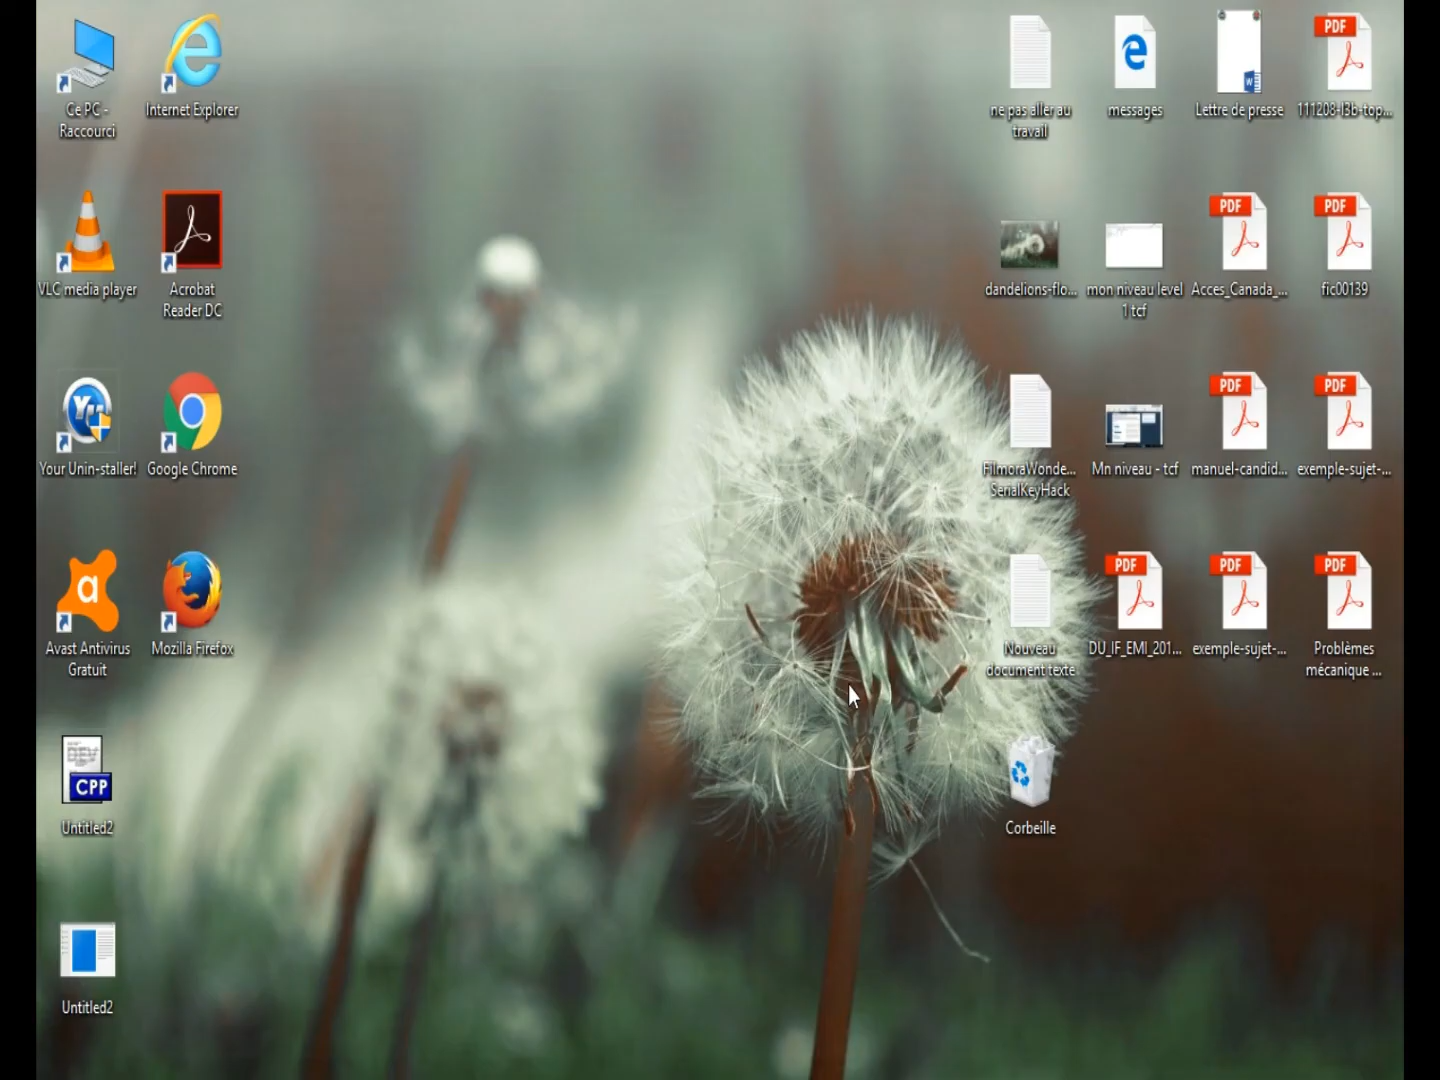 Ce PC -
Raccourci
Internet Explorer
VLC media player
Acrobat
Reader DC
Your Unin-staller!
Google Chrome
Avast Antivirus
Gratuit
Mozilla Firefox
DEV
CPP
Untitled2
Untitled2
ne pas aller au
travail
messages
Lettre de presse
PDF
111208-l3b-top...
dandelions-flo...
mon niveau level
1 tcf
PDF
Acces_Canada_...
PDF
fic00139
FilmoraWonde...
SerialKeyHack
Mn niveau - tcf
PDF
manuel-candid...
PDF
exemple-sujet-...
Nouveau
document texte
PDF
DU_IF_EMI_201...
PDF
exemple-sujet-...
PDF
Problèmes
mécanique ...
Corbeille